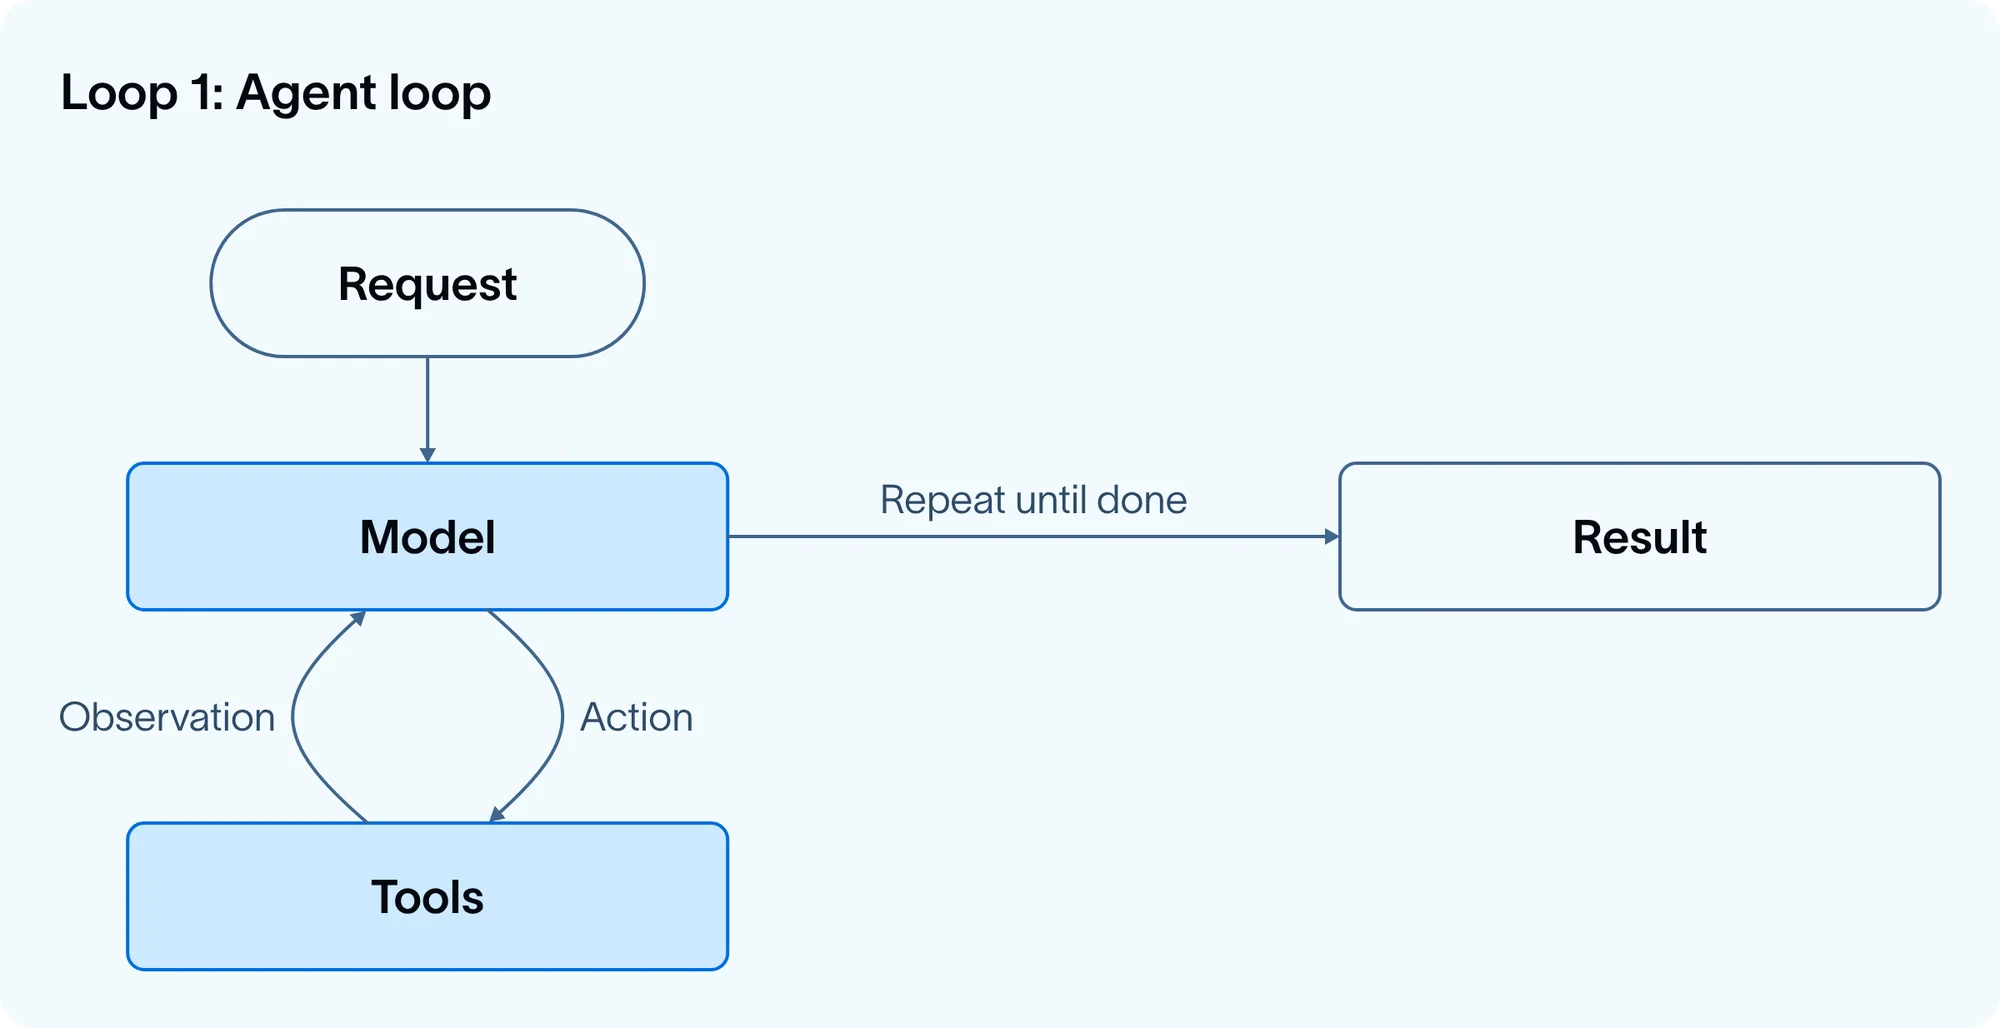 Loop 1: Agent loop
Request
Model
Repeat until done
Result
Observation
Action
Tools